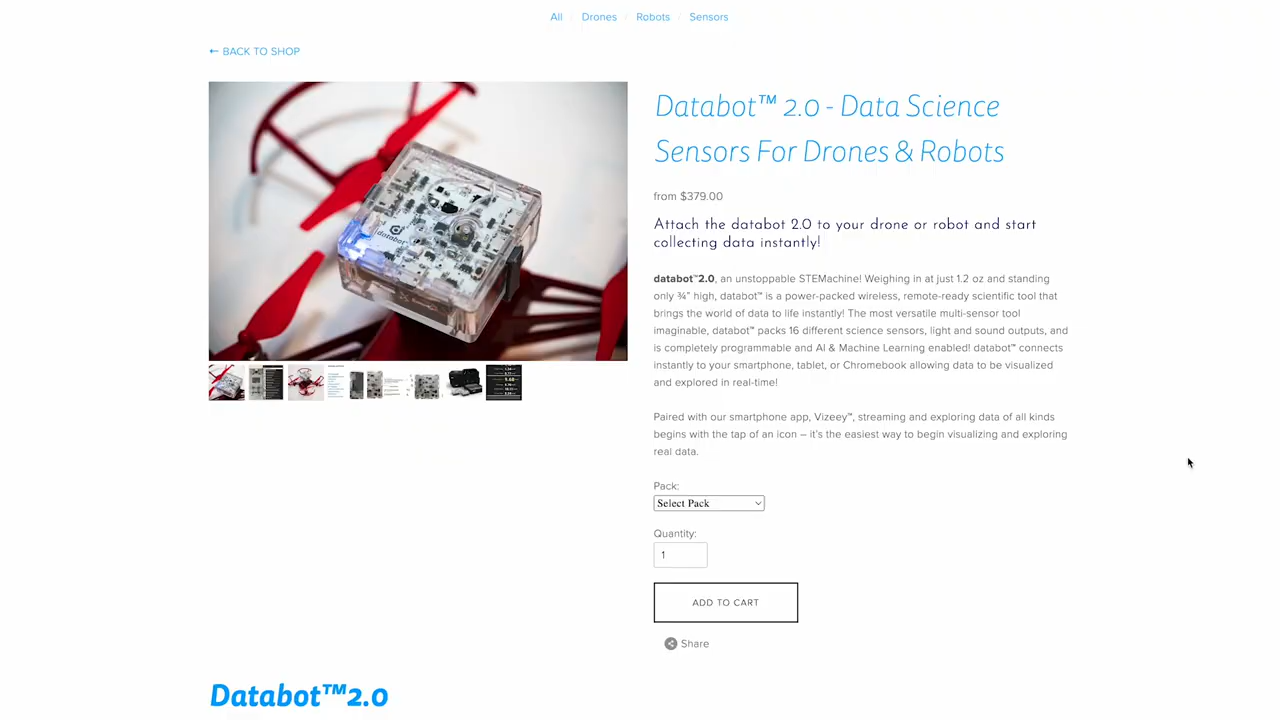 All / Drones / Robots / Sensors
← BACK TO SHOP
Databot™ 2.0 - Data Science
Sensors For Drones & Robots
from $379.00
Attach the databot 2.0 to your drone or robot and start
collecting data instantly!
databot™2.0, an unstoppable STEMachine! Weighing in at just 1.2 oz and standing
only ¾” high, databot™ is a power-packed wireless, remote-ready scientific tool that
brings the world of data to life instantly! The most versatile multi-sensor tool
imaginable, databot™ packs 16 different science sensors, light and sound outputs, and
is completely programmable and AI & Machine Learning enabled! databot™ connects
instantly to your smartphone, tablet, or Chromebook allowing data to be visualized
and explored in real-time!
Paired with our smartphone app, Vizeey™, streaming and exploring data of all kinds
begins with the tap of an icon – it’s the easiest way to begin visualizing and exploring
real data.
Pack:
Select Pack
Quantity:
1
ADD TO CART
Share
databot
Databot™2.0